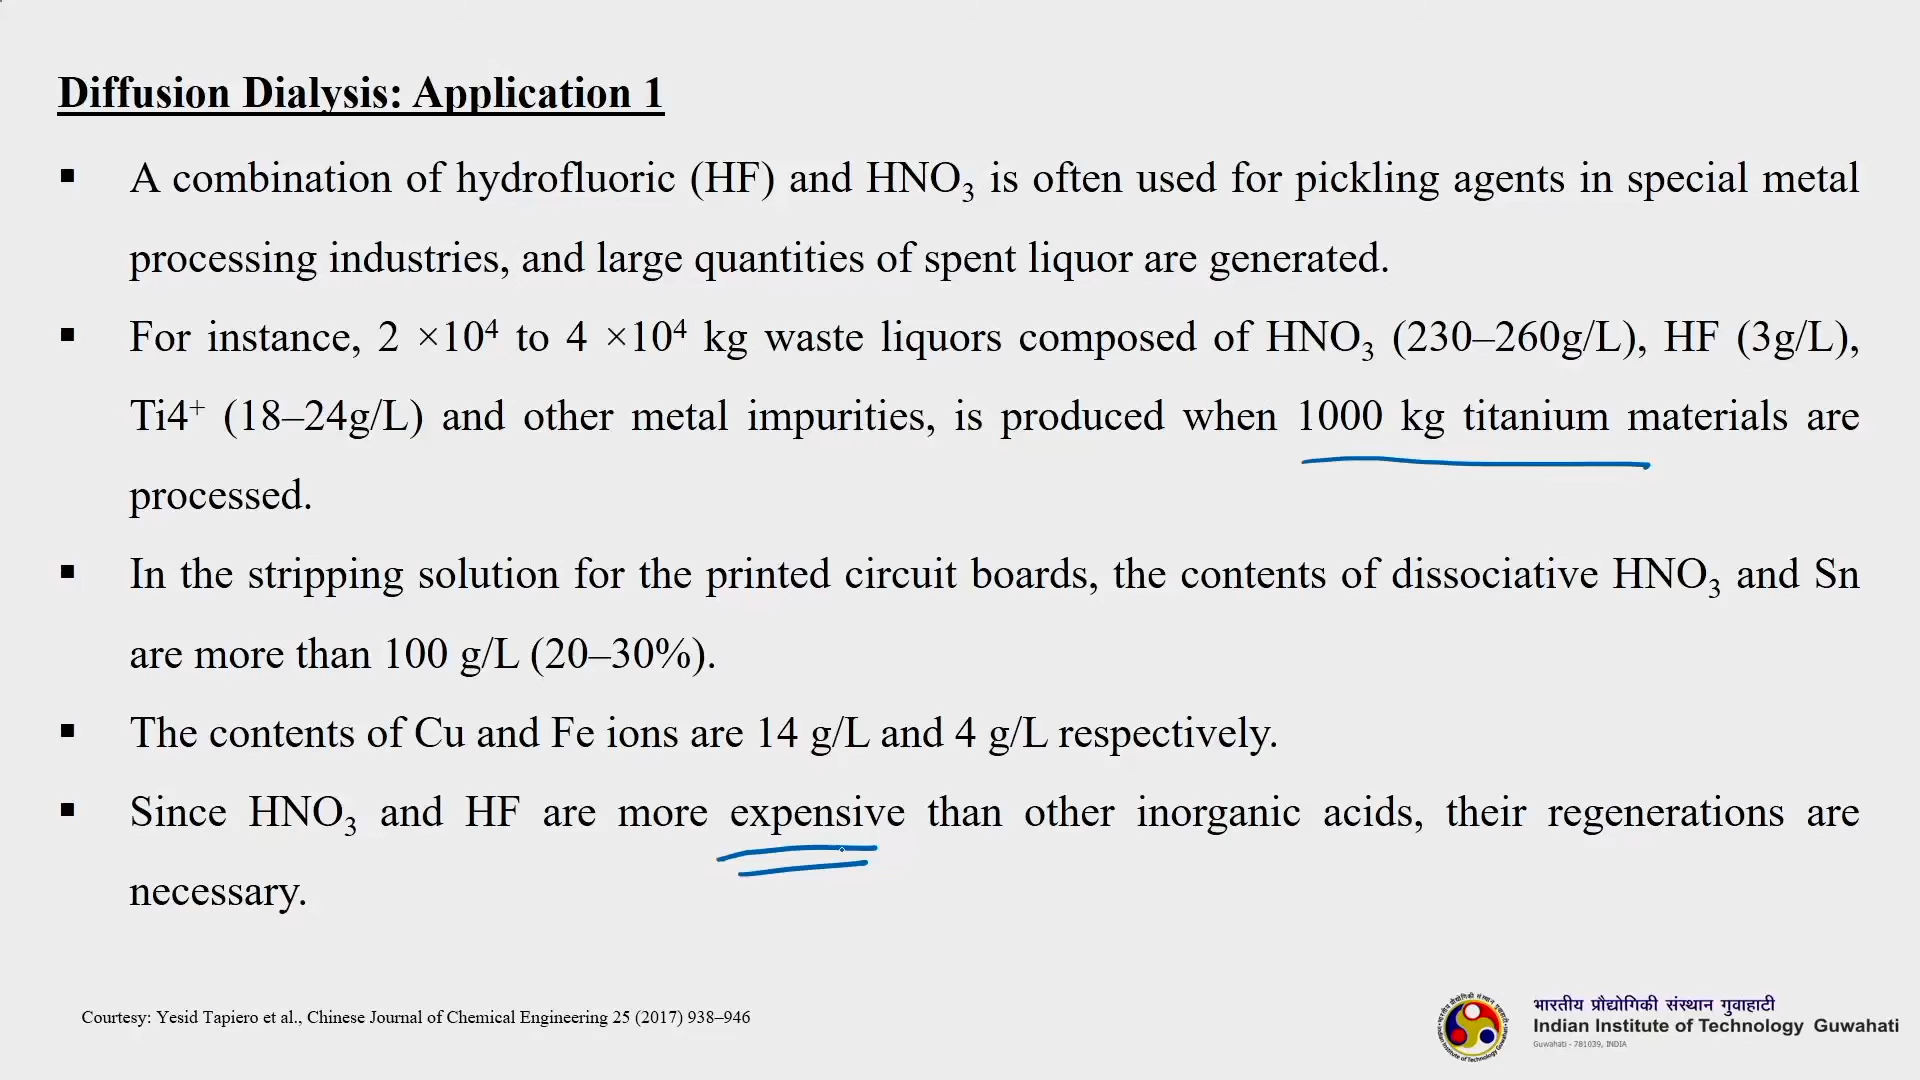 Diffusion Dialysis: Application 1
▪ A combination of hydrofluoric (HF) and HNO₃ is often used for pickling agents in special metal
processing industries, and large quantities of spent liquor are generated.
▪ For instance, 2 ×10⁴ to 4 ×10⁴ kg waste liquors composed of HNO₃ (230–260g/L), HF (3g/L),
Ti4⁺ (18–24g/L) and other metal impurities, is produced when 1000 kg titanium materials are
processed.
▪ In the stripping solution for the printed circuit boards, the contents of dissociative HNO₃ and Sn
are more than 100 g/L (20–30%).
▪ The contents of Cu and Fe ions are 14 g/L and 4 g/L respectively.
▪ Since HNO₃ and HF are more expensive than other inorganic acids, their regenerations are
necessary.
Courtesy: Yesid Tapiero et al., Chinese Journal of Chemical Engineering 25 (2017) 938–946
भारतीय प्रौद्योगिकी संस्थान गुवाहाटी
Indian Institute of Technology Guwahati
Guwahati - 781039, INDIA